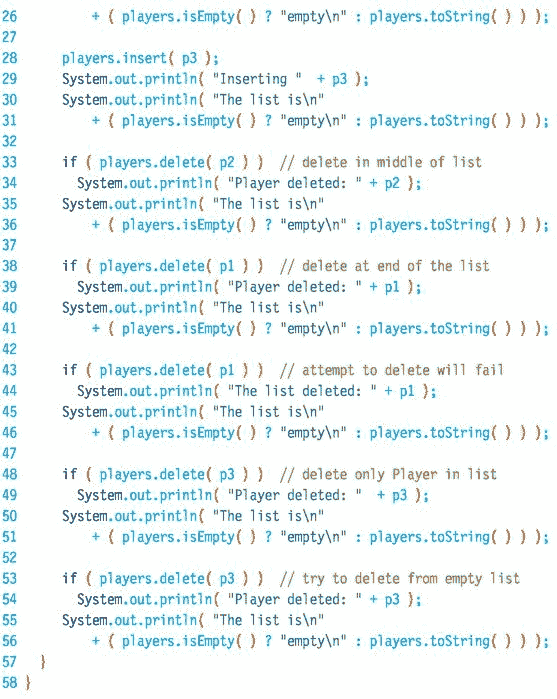 26 + ( players.isEmpty( ) ? "empty\n" : players.toString( ) ) );
27
28 players.insert( p3 );
29 System.out.println( "Inserting " + p3 );
30 System.out.println( "The list is\n"
31 + ( players.isEmpty( ) ? "empty\n" : players.toString( ) ) );
32
33 if ( players.delete( p2 ) ) // delete in middle of list
34 System.out.println( "Player deleted: " + p2 );
35 System.out.println( "The list is\n"
36 + ( players.isEmpty( ) ? "empty\n" : players.toString( ) ) );
37
38 if ( players.delete( p1 ) ) // delete at end of the list
39 System.out.println( "Player deleted: " + p1 );
40 System.out.println( "The list is\n"
41 + ( players.isEmpty( ) ? "empty\n" : players.toString( ) ) );
42
43 if ( players.delete( p1 ) ) // attempt to delete will fail
44 System.out.println( "The list deleted: " + p1 );
45 System.out.println( "The list is\n"
46 + ( players.isEmpty( ) ? "empty\n" : players.toString( ) ) );
47
48 if ( players.delete( p3 ) ) // delete only Player in list
49 System.out.println( "Player deleted: " + p3 );
50 System.out.println( "The list is\n"
51 + ( players.isEmpty( ) ? "empty\n" : players.toString( ) ) );
52
53 if ( players.delete( p3 ) ) // try to delete from empty list
54 System.out.println( "Player deleted: " + p3 );
55 System.out.println( "The list is\n"
56 + ( players.isEmpty( ) ? "empty\n" : players.toString( ) ) );
57 }
58 }